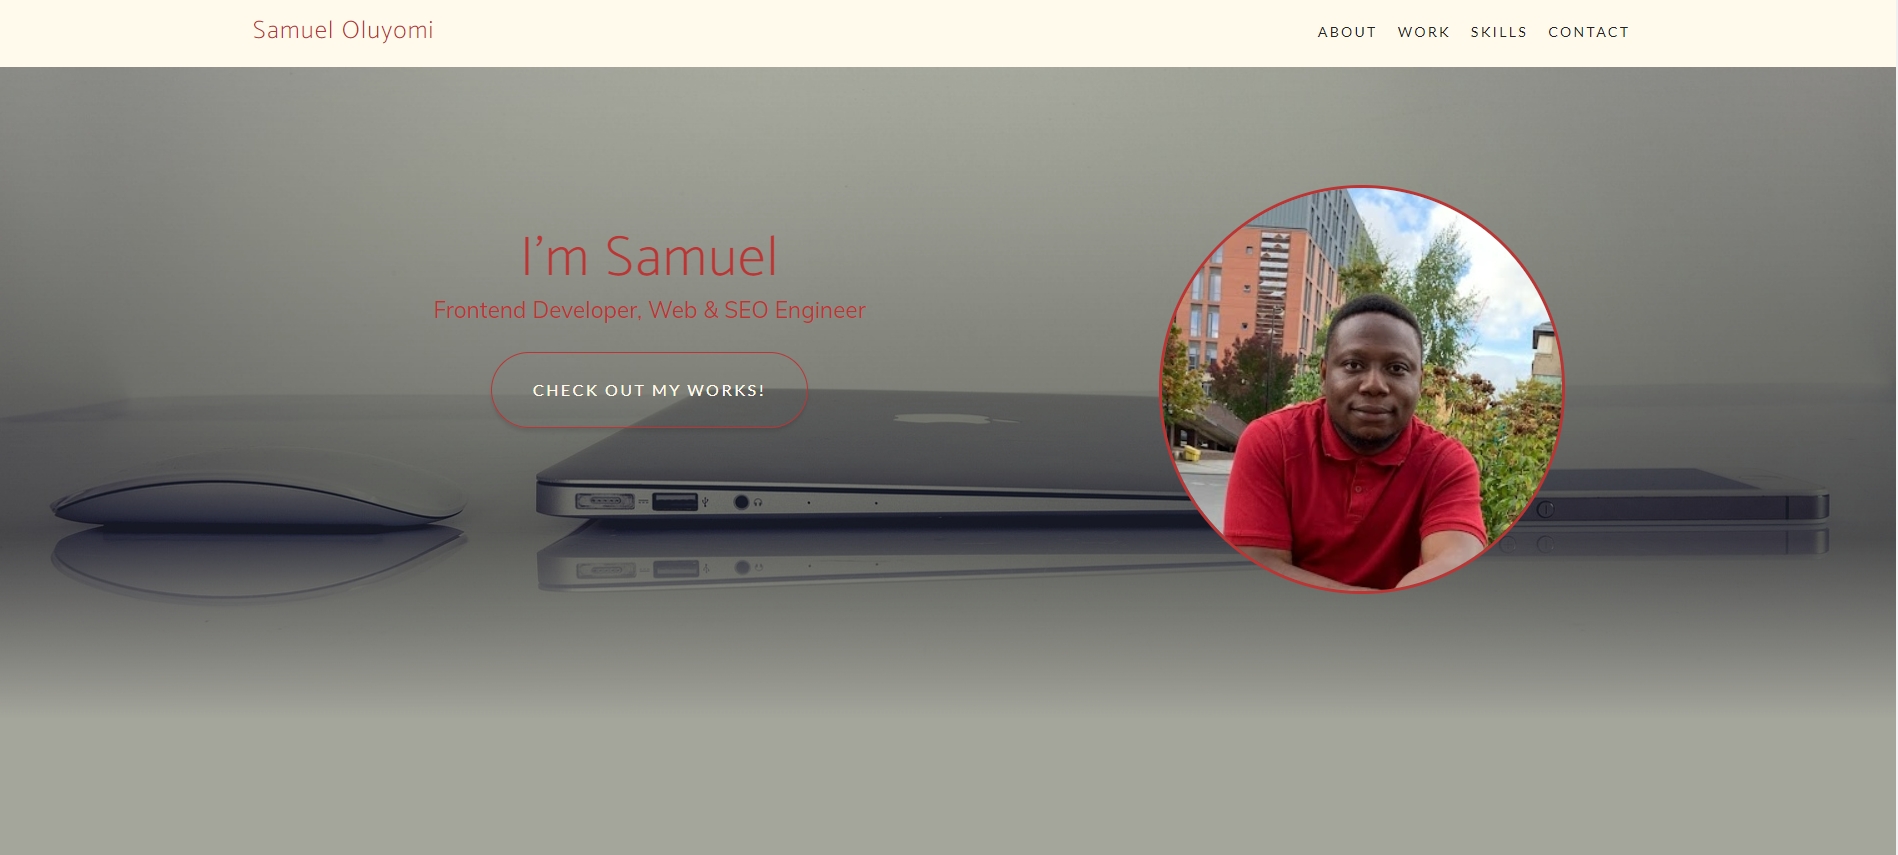 Samuel Oluyomi
ABOUT WORK SKILLS CONTACT
I’m Samuel
Frontend Developer, Web & SEO Engineer
CHECK OUT MY WORKS!